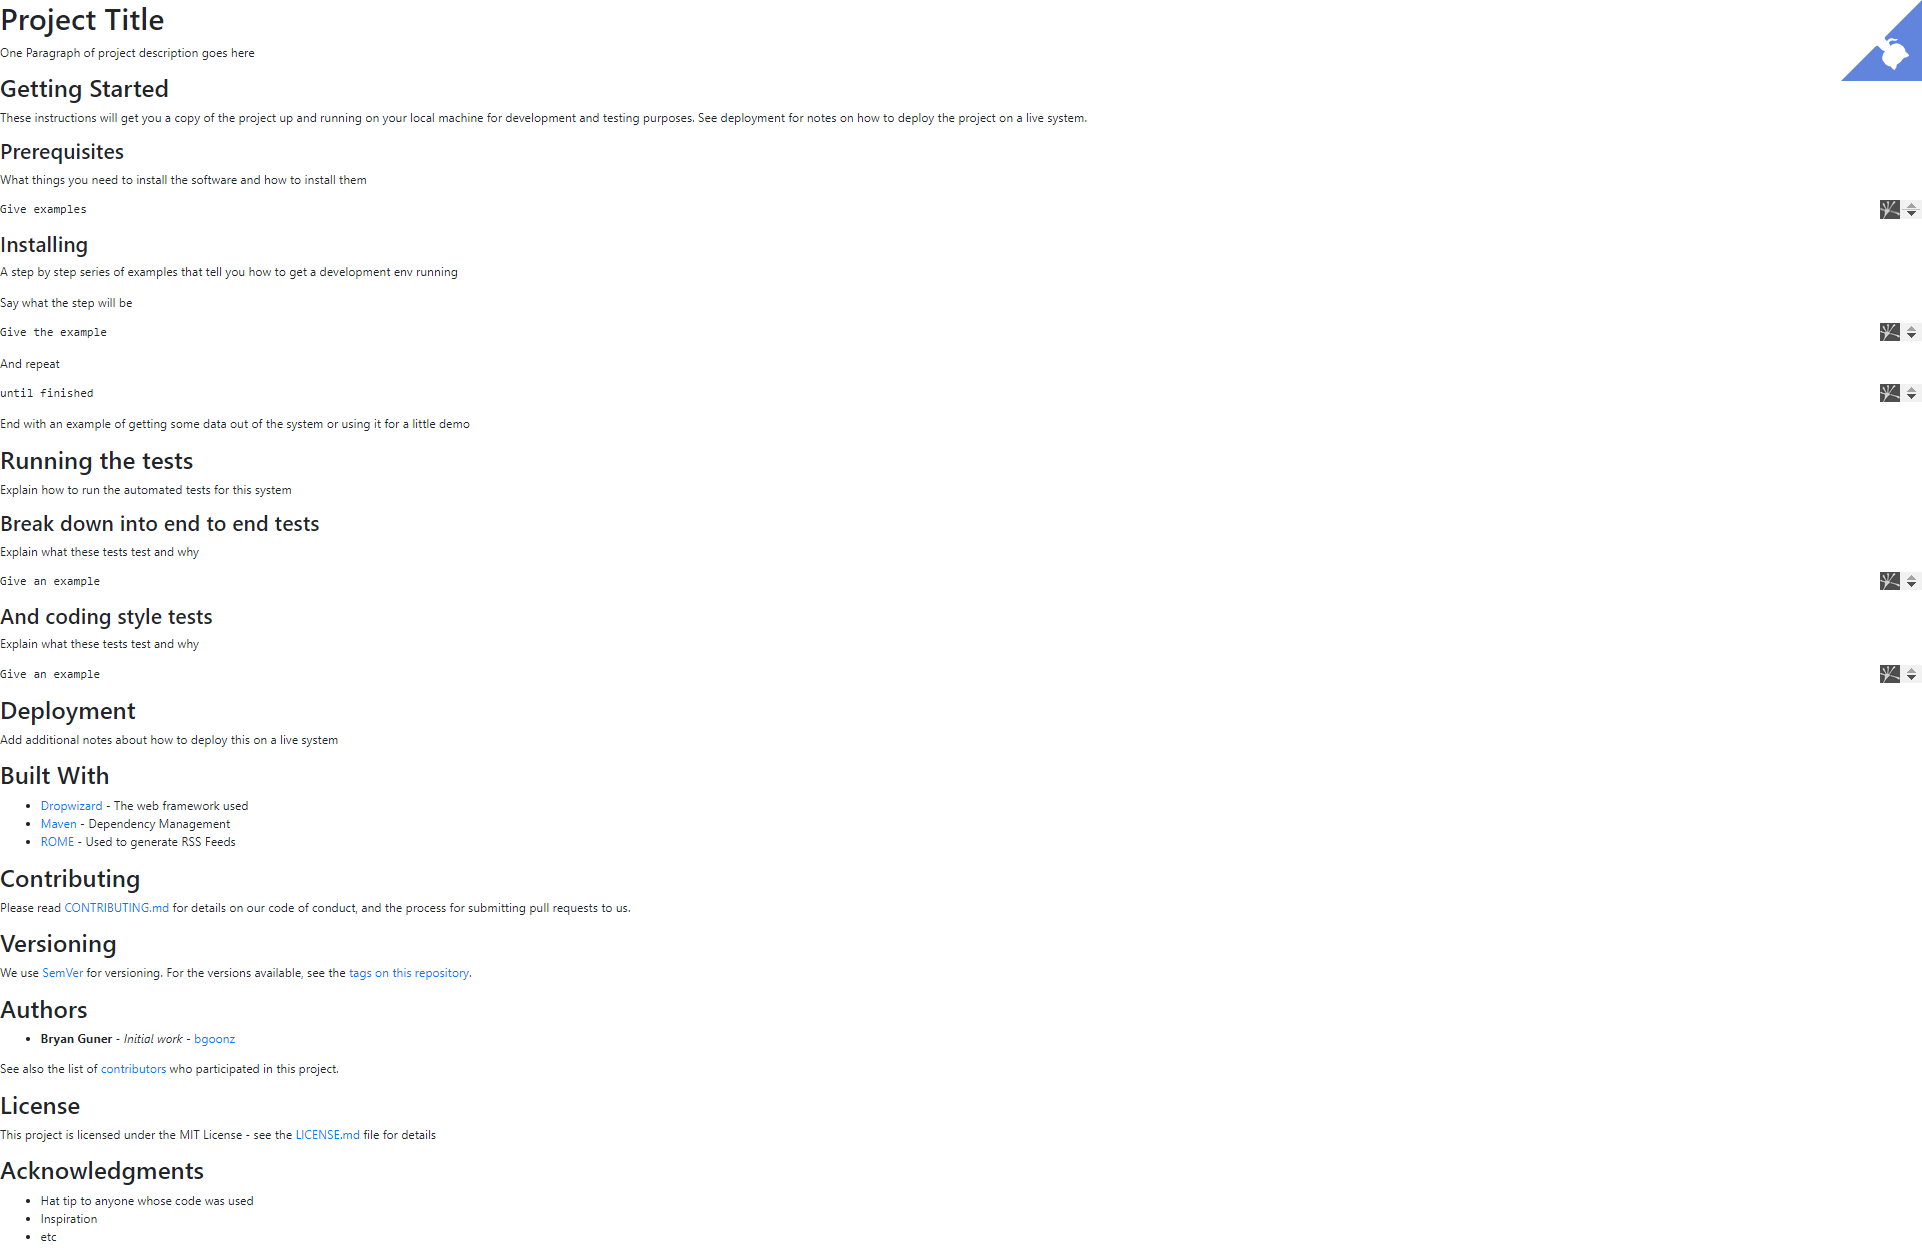 Project Title
One Paragraph of project description goes here
Getting Started
These instructions will get you a copy of the project up and running on your local machine for development and testing purposes. See deployment for notes on how to deploy the project on a live system.
Prerequisites
What things you need to install the software and how to install them
Give examples
Installing
A step by step series of examples that tell you how to get a development env running
Say what the step will be
Give the example
And repeat
until finished
End with an example of getting some data out of the system or using it for a little demo
Running the tests
Explain how to run the automated tests for this system
Break down into end to end tests
Explain what these tests test and why
Give an example
And coding style tests
Explain what these tests test and why
Give an example
Deployment
Add additional notes about how to deploy this on a live system
Built With
• Dropwizard - The web framework used
• Maven - Dependency Management
• ROME - Used to generate RSS Feeds
Contributing
Please read CONTRIBUTING.md for details on our code of conduct, and the process for submitting pull requests to us.
Versioning
We use SemVer for versioning. For the versions available, see the tags on this repository.
Authors
• Bryan Guner - Initial work - bgoonz
See also the list of contributors who participated in this project.
License
This project is licensed under the MIT License - see the LICENSE.md file for details
Acknowledgments
• Hat tip to anyone whose code was used
• Inspiration
• etc